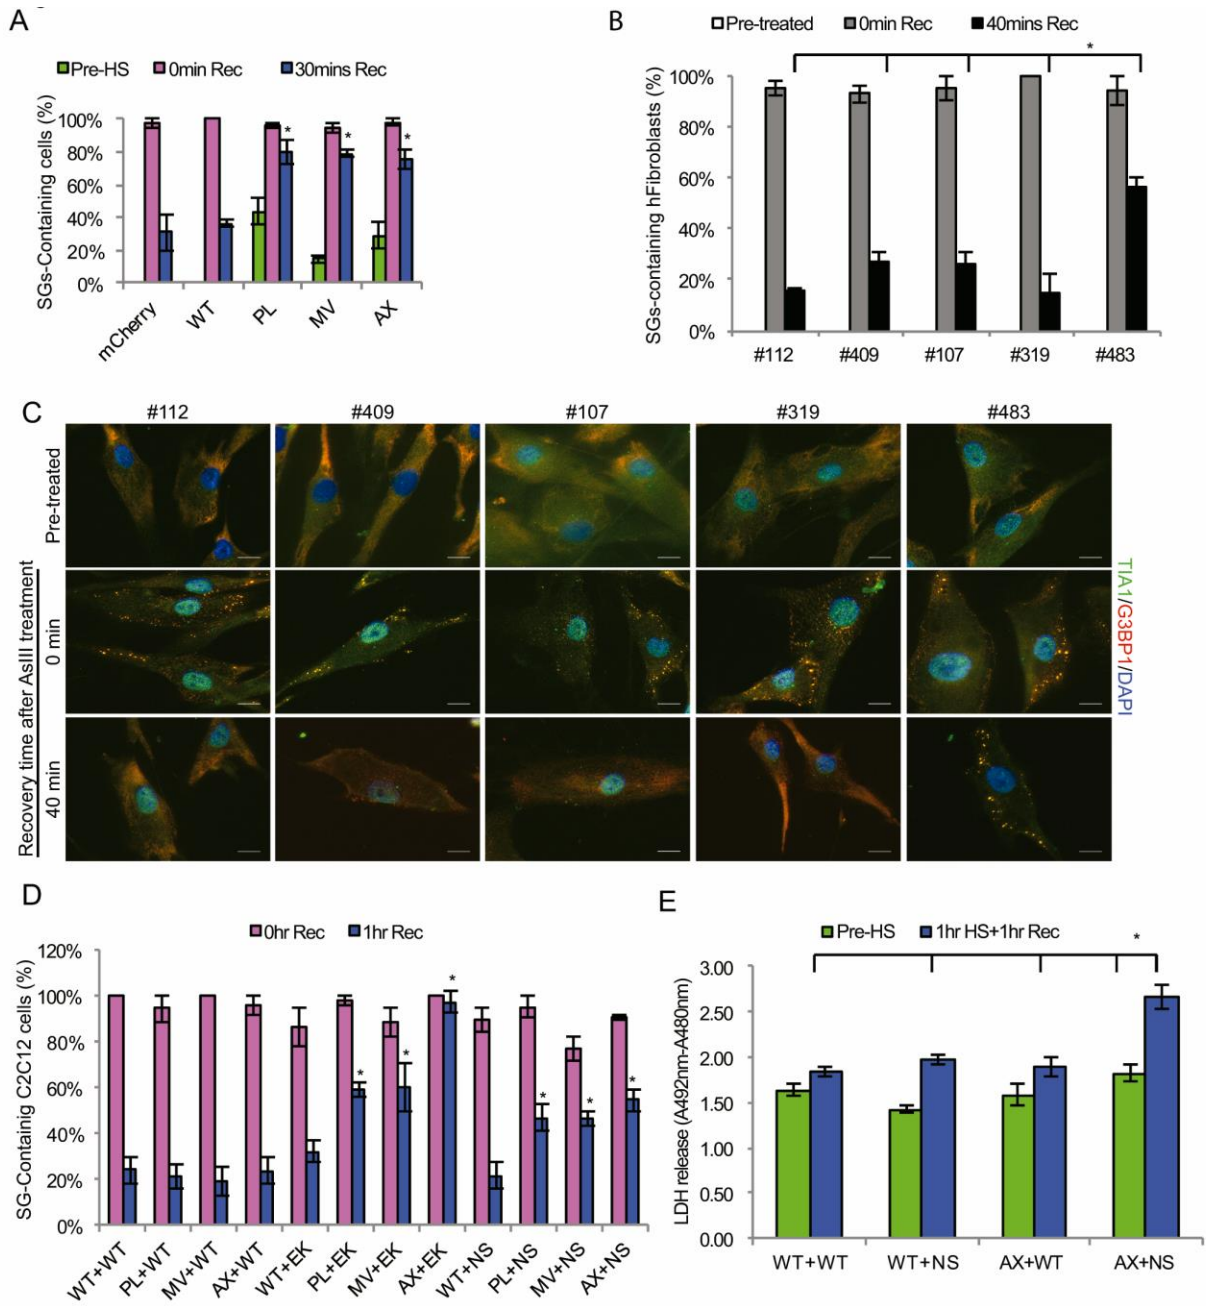 A
Pre-HS 0min Rec 30mins Rec
SGs-Containing cells (%)
100%
80%
60%
40%
20%
0%
mCherry WT PL MV AX
* * *
B
Pre-treated 0min Rec 40mins Rec
*
SGs-containing hFibroblasts (%)
100%
80%
60%
40%
20%
0%
#112 #409 #107 #319 #483
C
#112 #409 #107 #319 #483
Pre-treated
Recovery time after AsIII treatment
0 min
40 min
TIA1/G3BP1/DAPI
D
0hr Rec 1hr Rec
SG-Containig C2C12 cells (%)
120%
100%
80%
60%
40%
20%
0%
* * * * * *
WT+WT PL+WT MV+WT AX+WT WT+EK PL+EK MV+EK AX+EK WT+NS PL+NS MV+NS AX+NS
E
Pre-HS 1hr HS+1hr Rec
*
LDH release (A492nm-A480nm)
3.00
2.50
2.00
1.50
1.00
0.50
0.00
WT+WT WT+NS AX+WT AX+NS